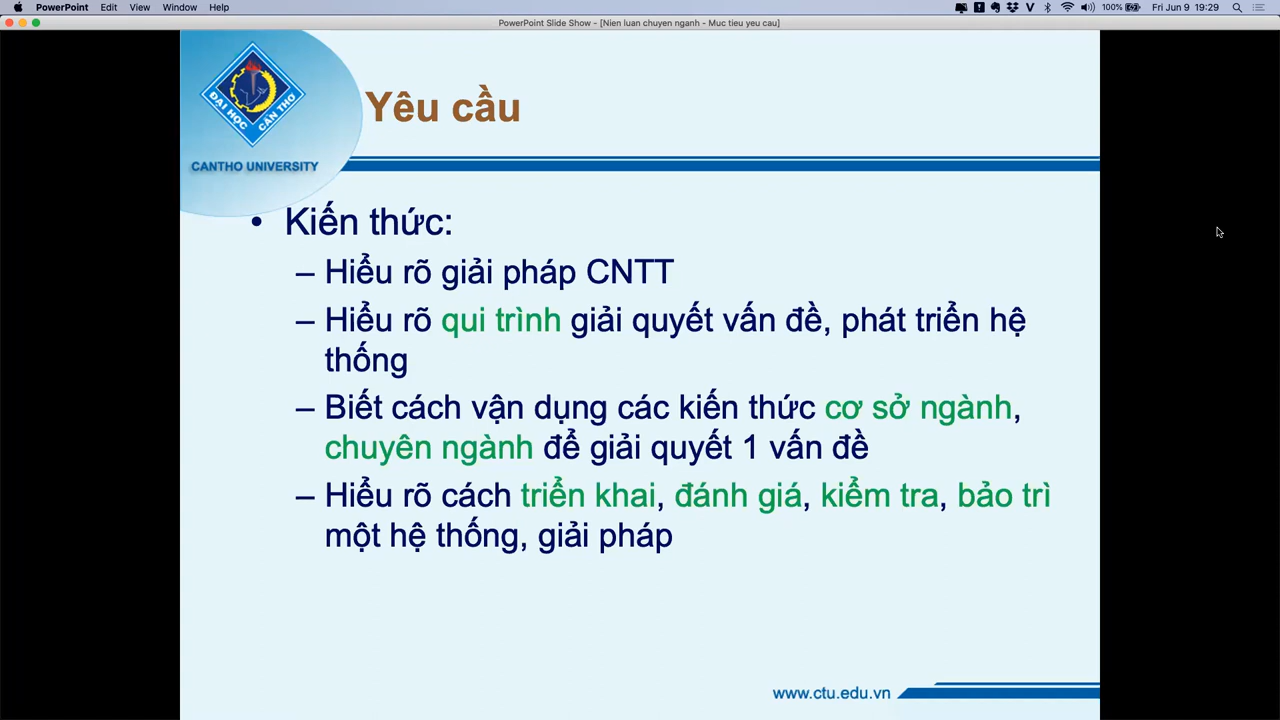 PowerPoint Edit View Window Help 100% Fri Jun 9 19:29
PowerPoint Slide Show - [Nien luan chuyen nganh - Muc tieu yeu cau]
ĐẠI HỌC CẦN THƠ
CANTHO UNIVERSITY
Yêu cầu
• Kiến thức:
– Hiểu rõ giải pháp CNTT
– Hiểu rõ qui trình giải quyết vấn đề, phát triển hệ
thống
– Biết cách vận dụng các kiến thức cơ sở ngành,
chuyên ngành để giải quyết 1 vấn đề
– Hiểu rõ cách triển khai, đánh giá, kiểm tra, bảo trì
một hệ thống, giải pháp
www.ctu.edu.vn